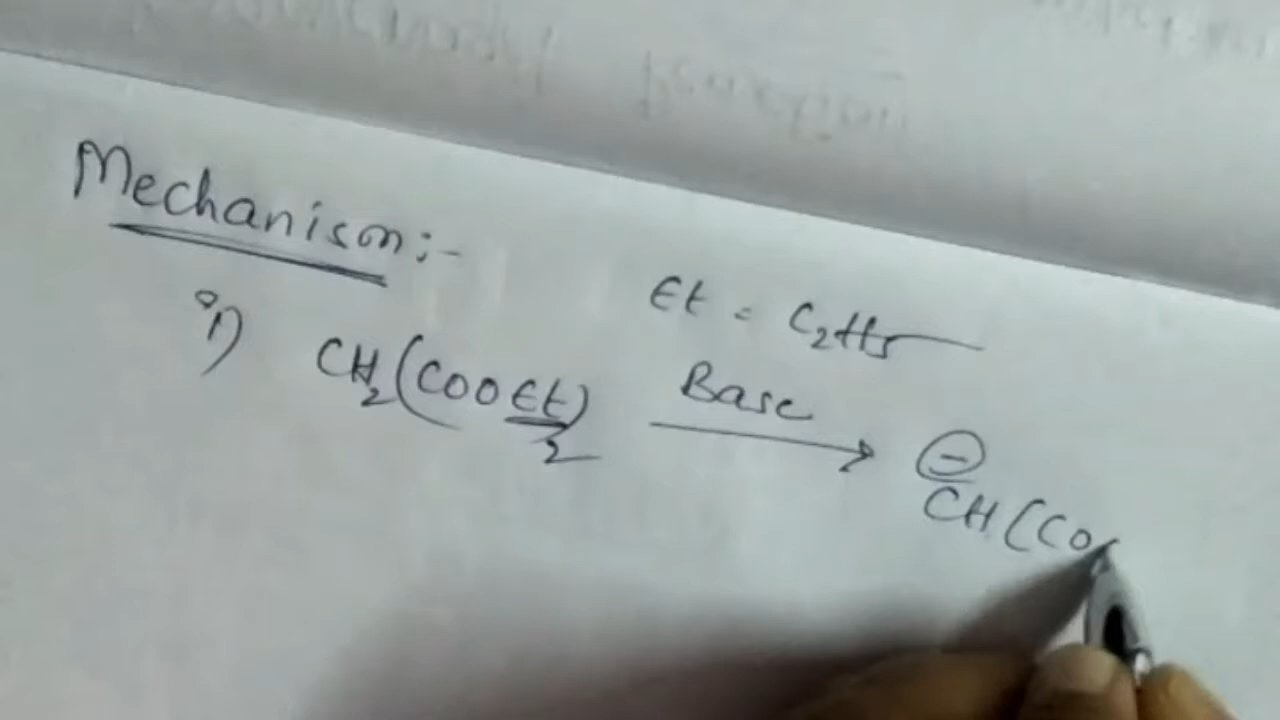 Mechanism:-
Et = C2H5
i) CH2(COOEt)2 Base
⊖
CH(CO